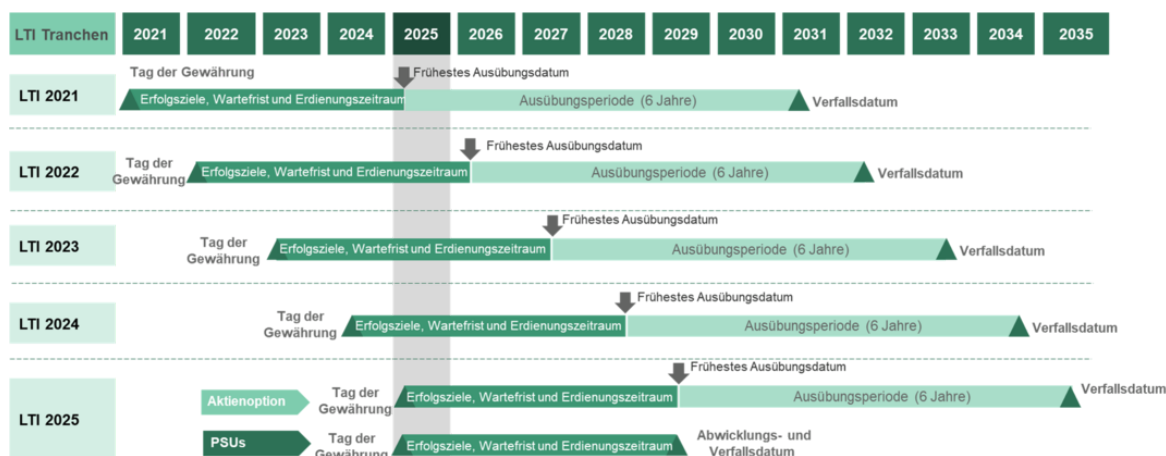 LTI Tranchen 2021 2022 2023 2024 2025 2026 2027 2028 2029 2030 2031 2032 2033 2034 2035
LTI 2021
Tag der Gewährung
Frühestes Ausübungsdatum
Erfolgsziele, Wartefrist und Erdienungszeitraum
Ausübungsperiode (6 Jahre)
Verfallsdatum
LTI 2022
Tag der
Gewährung
Frühestes Ausübungsdatum
Erfolgsziele, Wartefrist und Erdienungszeitraum
Ausübungsperiode (6 Jahre)
Verfallsdatum
LTI 2023
Tag der
Gewährung
Frühestes Ausübungsdatum
Erfolgsziele, Wartefrist und Erdienungszeitraum
Ausübungsperiode (6 Jahre)
Verfallsdatum
LTI 2024
Tag der
Gewährung
Frühestes Ausübungsdatum
Erfolgsziele, Wartefrist und Erdienungszeitraum
Ausübungsperiode (6 Jahre)
Verfallsdatum
LTI 2025
Aktienoption
Tag der
Gewährung
Frühestes Ausübungsdatum
Erfolgsziele, Wartefrist und Erdienungszeitraum
Ausübungsperiode (6 Jahre)
Verfallsdatum
PSUs
Tag der
Gewährung
Erfolgsziele, Wartefrist und Erdienungszeitraum
Abwicklungs- und
Verfallsdatum